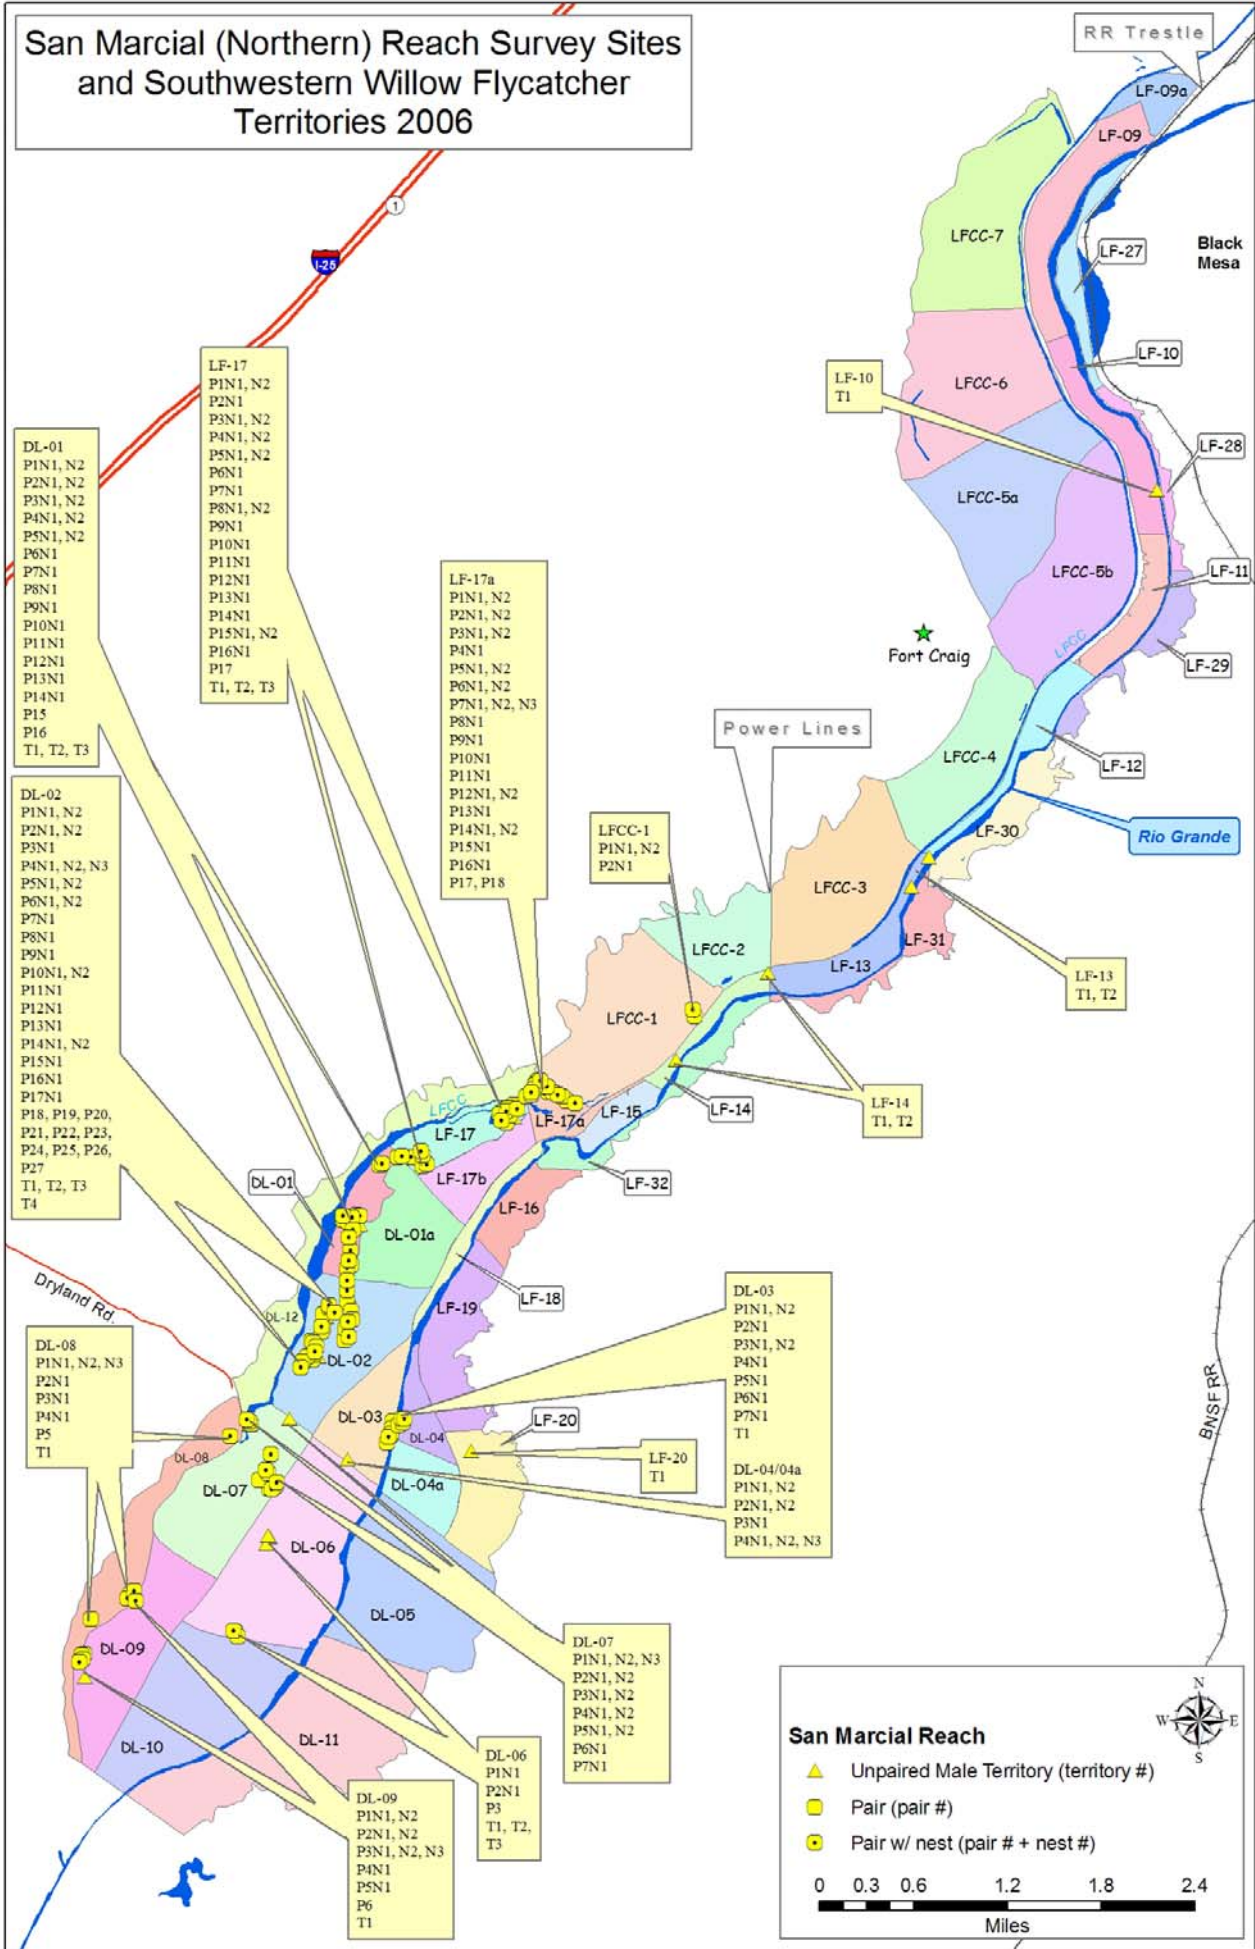 San Marcial (Northern) Reach Survey Sites
and Southwestern Willow Flycatcher
Territories 2006
RR Trestle
LF-09a
LF-09
1
I-25
LFCC-7
LF-27
Black
Mesa
LF-10
LFCC-6
LF-10
T1
LF-28
LFCC-5a
LFCC-5b
LF-11
LFCC
Fort Craig
LF-29
LFCC-4
LF-12
Power Lines
LF-30
Rio Grande
LFCC-3
LF-31
LFCC-2
LF-13
LF-13
T1, T2
LFCC-1
LF-14
LF-14
T1, T2
LF-17
P1N1, N2
P2N1
P3N1, N2
P4N1, N2
P5N1, N2
P6N1
P7N1
P8N1, N2
P9N1
P10N1
P11N1
P12N1
P13N1
P14N1
P15N1, N2
P16N1
P17
T1, T2, T3
DL-01
P1N1, N2
P2N1, N2
P3N1, N2
P4N1, N2
P5N1, N2
P6N1
P7N1
P8N1
P9N1
P10N1
P11N1
P12N1
P13N1
P14N1
P15
P16
T1, T2, T3
LF-17a
P1N1, N2
P2N1, N2
P3N1, N2
P4N1
P5N1, N2
P6N1, N2
P7N1, N2, N3
P8N1
P9N1
P10N1
P11N1
P12N1, N2
P13N1
P14N1, N2
P15N1
P16N1
P17, P18
LFCC-1
P1N1, N2
P2N1
DL-02
P1N1, N2
P2N1, N2
P3N1
P4N1, N2, N3
P5N1, N2
P6N1, N2
P7N1
P8N1
P9N1
P10N1, N2
P11N1
P12N1
P13N1
P14N1, N2
P15N1
P16N1
P17N1
P18, P19, P20,
P21, P22, P23,
P24, P25, P26,
P27
T1, T2, T3
T4
LFCC
LF-17
LF-17a
LF-15
LF-17b
LF-32
DL-01
LF-16
DL-01a
LF-18
LF-19
Dryland Rd.
DL-12
DL-02
DL-03
DL-04
LF-20
DL-08
DL-07
DL-04a
DL-06
DL-05
DL-09
DL-10
DL-11
BNSF RR
DL-08
P1N1, N2, N3
P2N1
P3N1
P4N1
P5
T1
DL-03
P1N1, N2
P2N1
P3N1, N2
P4N1
P5N1
P6N1
P7N1
T1
DL-04/04a
P1N1, N2
P2N1, N2
P3N1
P4N1, N2, N3
LF-20
T1
DL-07
P1N1, N2, N3
P2N1, N2
P3N1, N2
P4N1, N2
P5N1, N2
P6N1
P7N1
DL-06
P1N1
P2N1
P3
T1, T2,
T3
DL-09
P1N1, N2
P2N1, N2
P3N1, N2, N3
P4N1
P5N1
P6
T1
N
W E
S
San Marcial Reach
Unpaired Male Territory (territory #)
Pair (pair #)
Pair w/ nest (pair # + nest #)
0 0.3 0.6 1.2 1.8 2.4
Miles